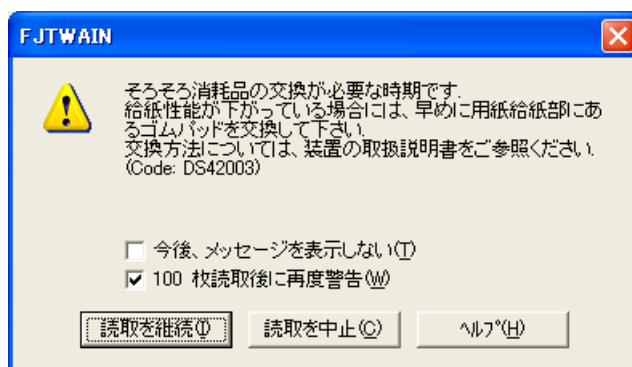 FJTWAIN
そろそろ消耗品の交換が必要な時期です.
給紙性能が下がっている場合には、早めに用紙給紙部にあ
るゴムパッドを交換して下さい.
交換方法については、装置の取扱説明書をご参照ください.
(Code: DS42003)
今後、メッセージを表示しない(T)
100 枚読取後に再度警告(W)
読取を継続(I) 読取を中止(C) ヘルプ(H)